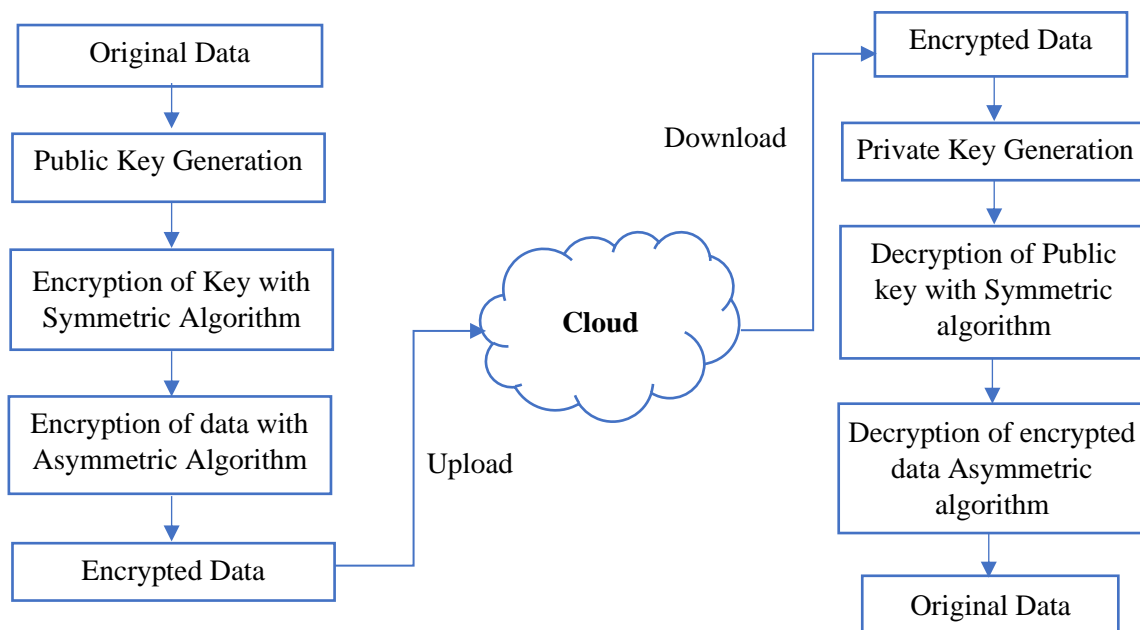 Original Data
Public Key Generation
Encryption of Key with
Symmetric Algorithm
Encryption of data with
Asymmetric Algorithm
Encrypted Data
Upload
Cloud
Download
Encrypted Data
Private Key Generation
Decryption of Public
key with Symmetric
algorithm
Decryption of encrypted
data Asymmetric
algorithm
Original Data